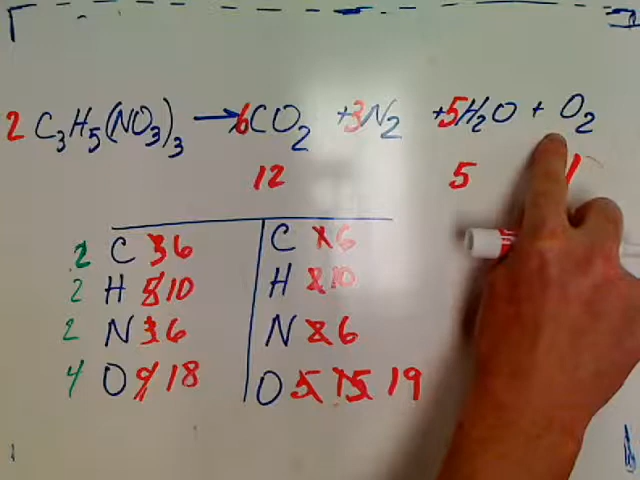 2 C₃H₅(NO₃)₃ → 6CO₂ + 3N₂ + 5H₂O + O₂
12 5 1
2 C 3 6 C 1 6
2 H 5 10 H 2 10
2 N 3 6 N 2 6
4 O 9 18 O 5 15 19